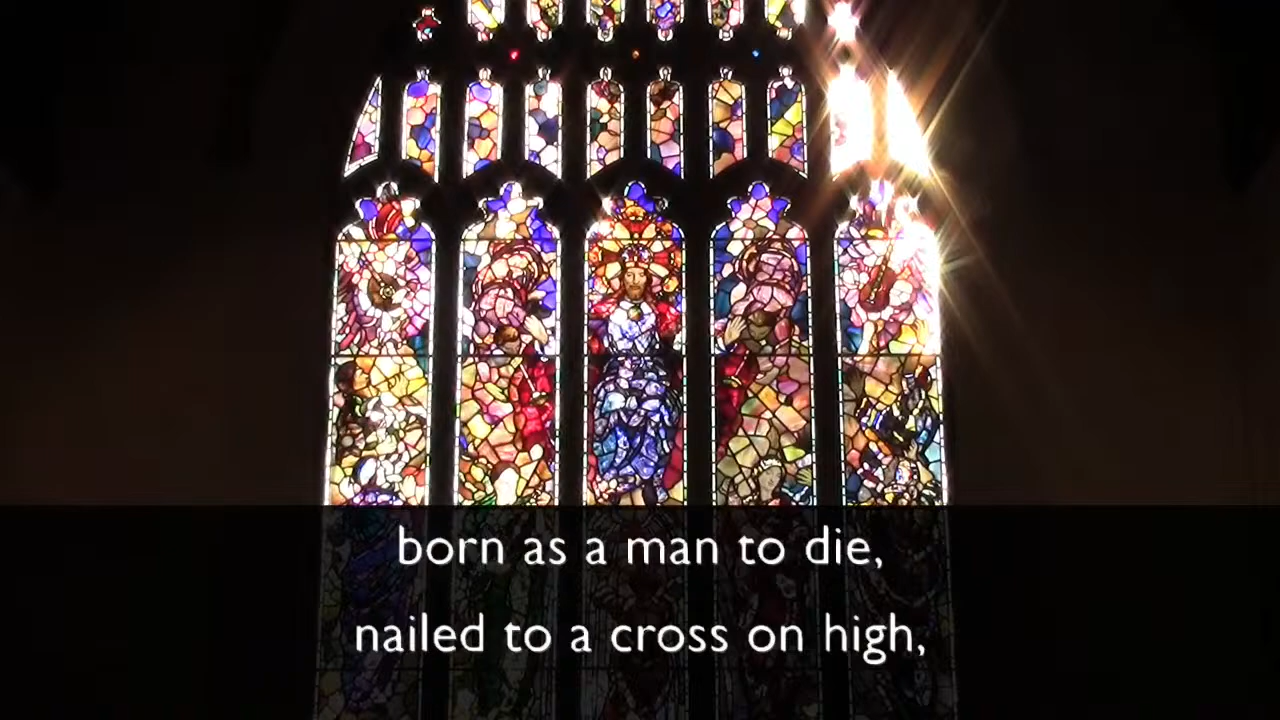 born as a man to die,
nailed to a cross on high,